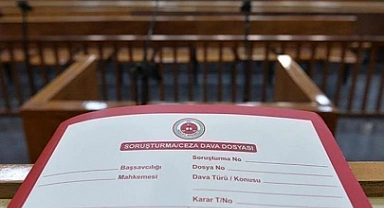 SORUŞTURMA/CEZA DAVA DOSYASI
Soruşturma No
Başsavcılığı Dosya No
Mahkemesi Dava Türü / Konusu
Karar T/No